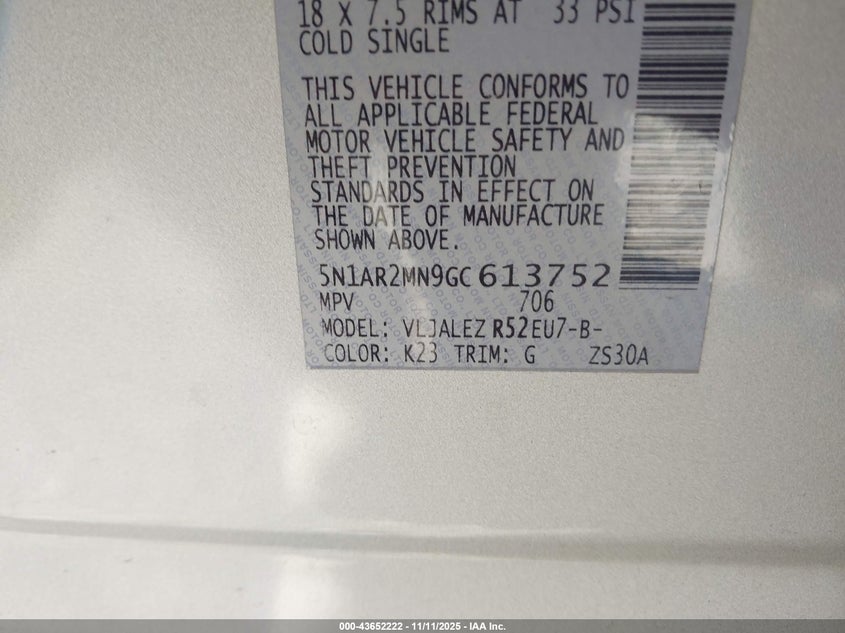 18 X 7.5 RIMS AT 33 PSI
COLD SINGLE
THIS VEHICLE CONFORMS TO
ALL APPLICABLE FEDERAL
MOTOR VEHICLE SAFETY AND
THEFT PREVENTION
STANDARDS IN EFFECT ON
THE DATE OF MANUFACTURE
SHOWN ABOVE.
5N1AR2MN9GC613752
MPV 706
MODEL: VLJALEZ R52EU7-B-
COLOR: K23 TRIM: G ZS30A
000-43652222 - 11/11/2025 - IAA Inc.